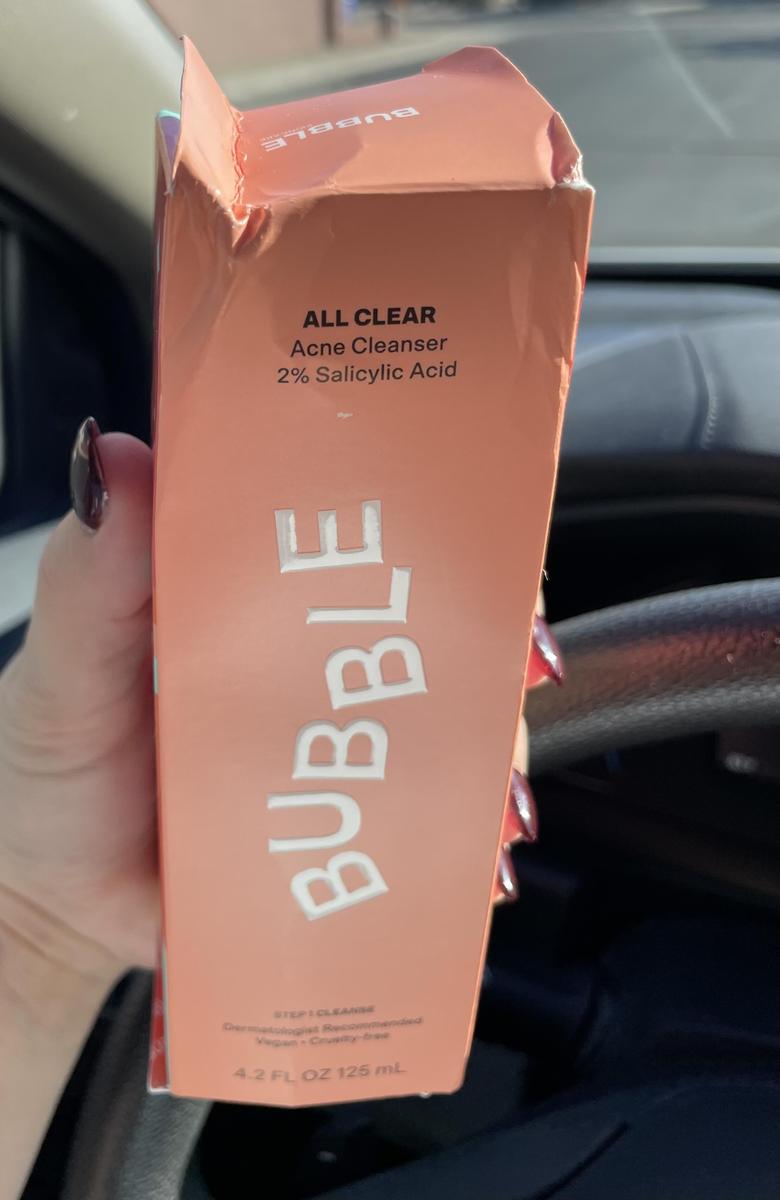 BUBBLE
ALL CLEAR
Acne Cleanser
2% Salicylic Acid
BUBBLE
STEP 1 CLEANSE
Dermatologist Recommended
Vegan • Cruelty-free
4.2 FL OZ 125 mL